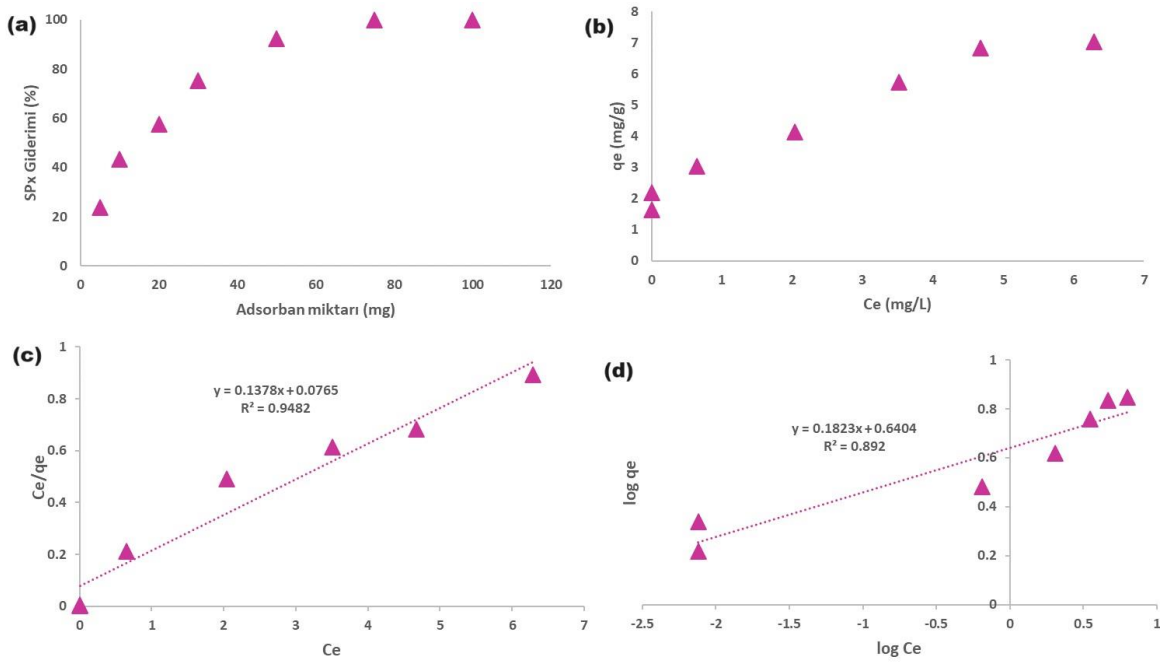 (a)
100
80
60
40
20
0
SPx Giderimi (%)
0 20 40 60 80 100 120
Adsorban miktarı (mg)
(b)
8
7
6
5
4
3
2
1
0
qe (mg/g)
0 1 2 3 4 5 6 7
Ce (mg/L)
(c)
1
0.8
0.6
0.4
0.2
0
Ce/qe
y = 0.1378x + 0.0765
R² = 0.9482
0 1 2 3 4 5 6 7
Ce
(d)
1
0.8
0.6
0.4
0.2
0
log qe
y = 0.1823x + 0.6404
R² = 0.892
-2.5 -2 -1.5 -1 -0.5 0 0.5 1
log Ce